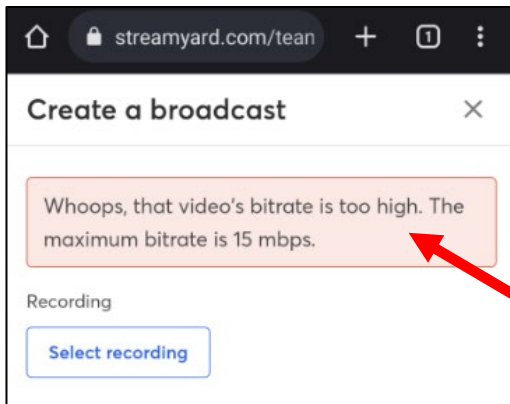 streamyard.com/tean
1
Create a broadcast
Whoops, that video's bitrate is too high. The
maximum bitrate is 15 mbps.
Recording
Select recording